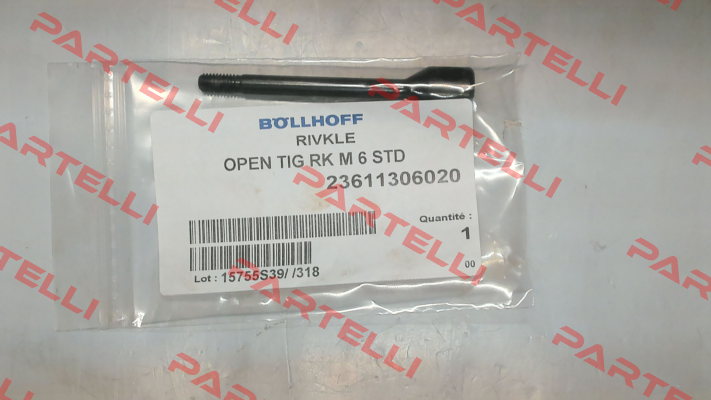 BÖLLHOFF
RIVKLE
OPEN TIG RK M 6 STD
23611306020
Quantité :
1
00
Lot : 15755S39/ /318
PARTELLI
PARTELLI
PARTELLI
PARTELLI
PARTELLI
PARTELLI
PARTELLI
PARTELLI